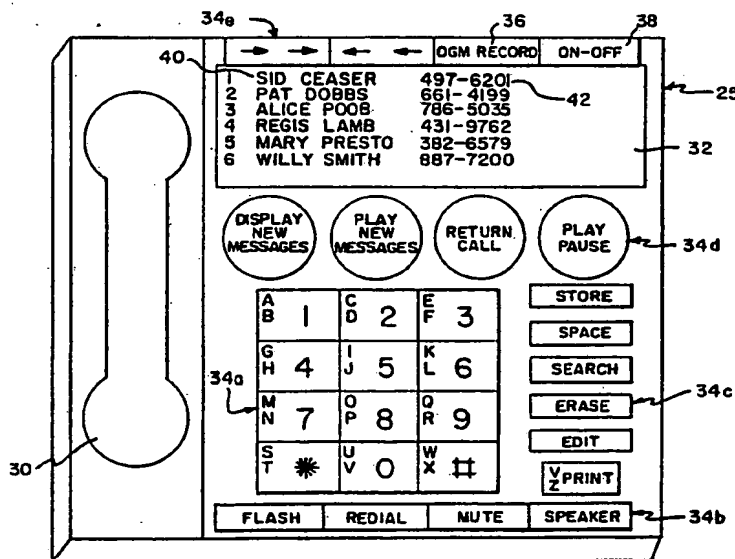 34e 36 38
→ → ← ← OGM RECORD ON-OFF
40 1 SID CEASER 497-6201 42 25
2 PAT DOBBS 661-4199
3 ALICE POOB 786-5035
4 REGIS LAMB 431-9762 32
5 MARY PRESTO 382-6579
6 WILLY SMITH 887-7200
DISPLAY NEW MESSAGES
PLAY NEW MESSAGES
RETURN CALL
PLAY PAUSE
34d
A B 1 C D 2 E F 3
G H 4 I J 5 K L 6
M N 7 O P 8 Q R 9
S T * U V 0 W X #
34a
STORE
SPACE
SEARCH
ERASE 34c
EDIT
V Z PRINT
30
FLASH REDIAL MUTE SPEAKER 34b